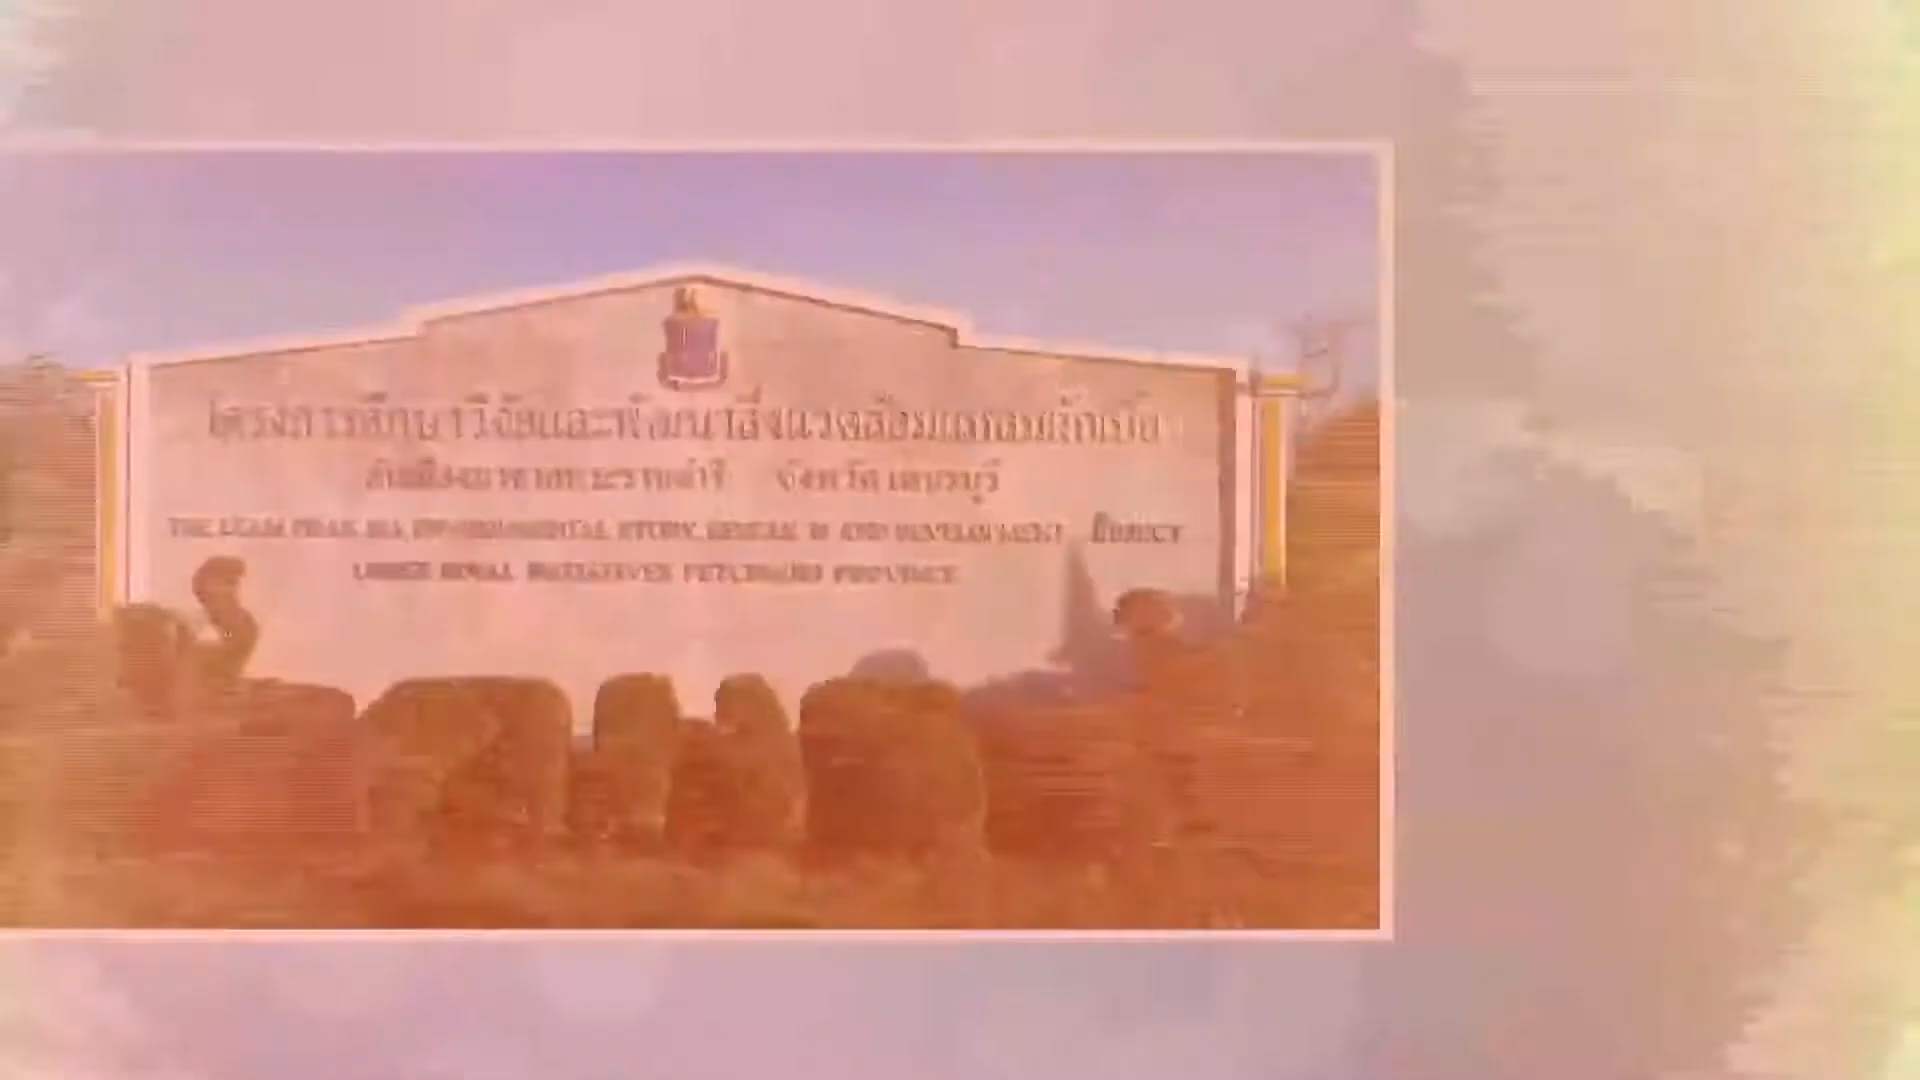 โครงการศึกษาวิจัยและพัฒนาสิ่งแวดล้อมแหลมผักเบี้ย
อันเนื่องมาจากพระราชดำริ จังหวัดเพชรบุรี
THE LEAM PHAK BIA ENVIRONMENTAL STUDY, RESEARCH AND DEVELOPMENT PROJECT
UNDER ROYAL INITIATIVES PETCHABURI PROVINCE